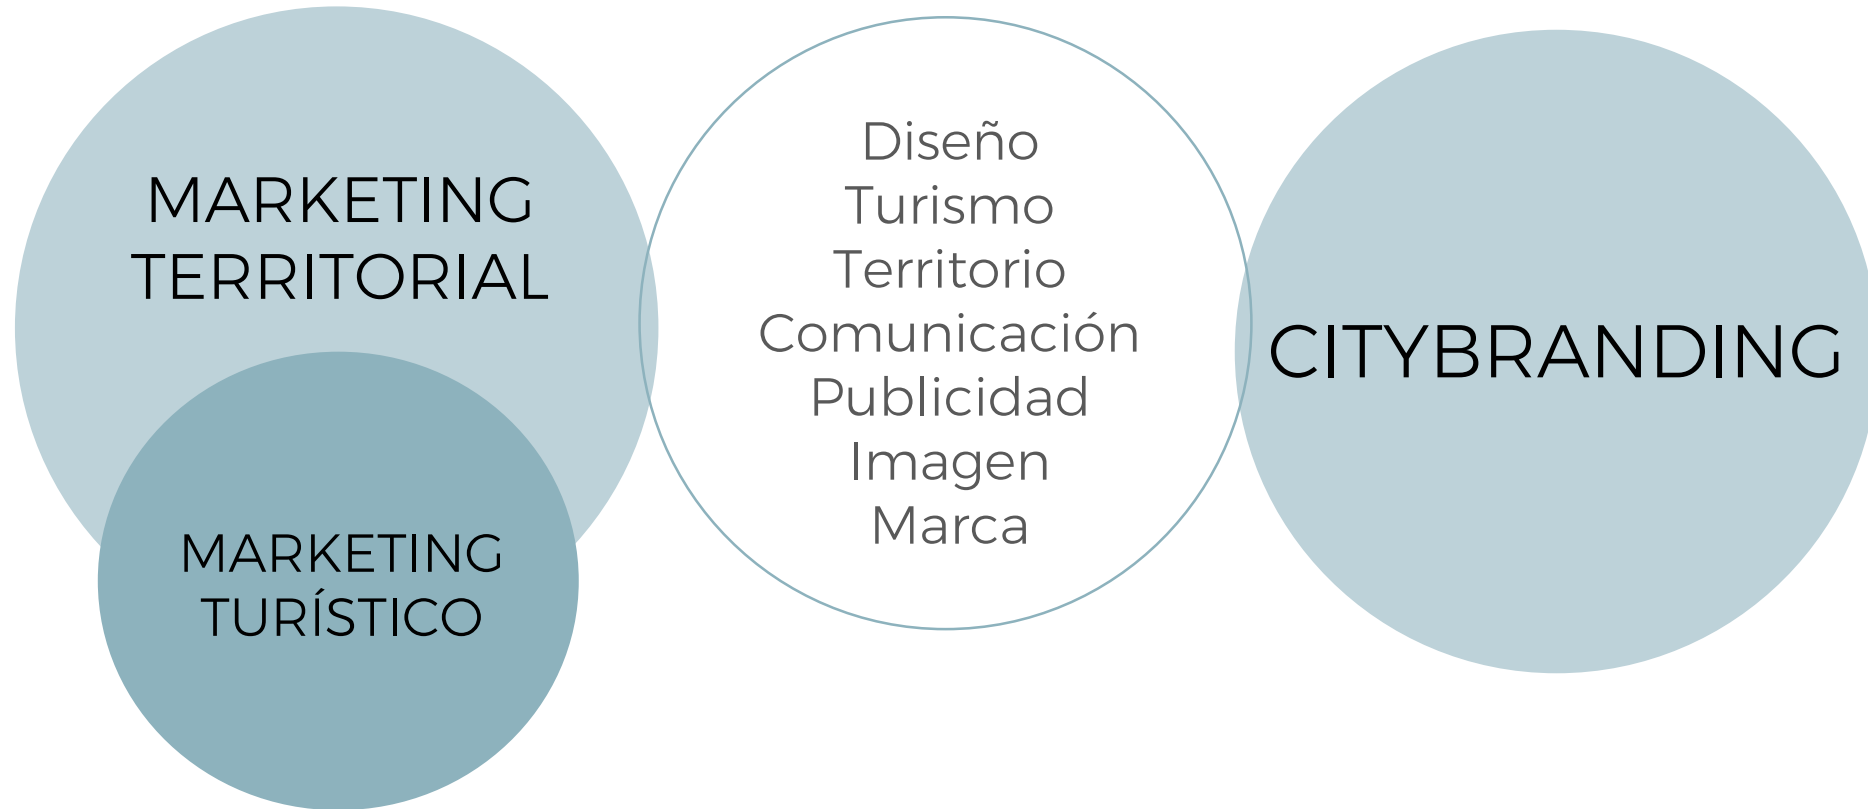 MARKETING
TERRITORIAL
MARKETING
TURÍSTICO
Diseño
Turismo
Territorio
Comunicación
Publicidad
Imagen
Marca
CITYBRANDING